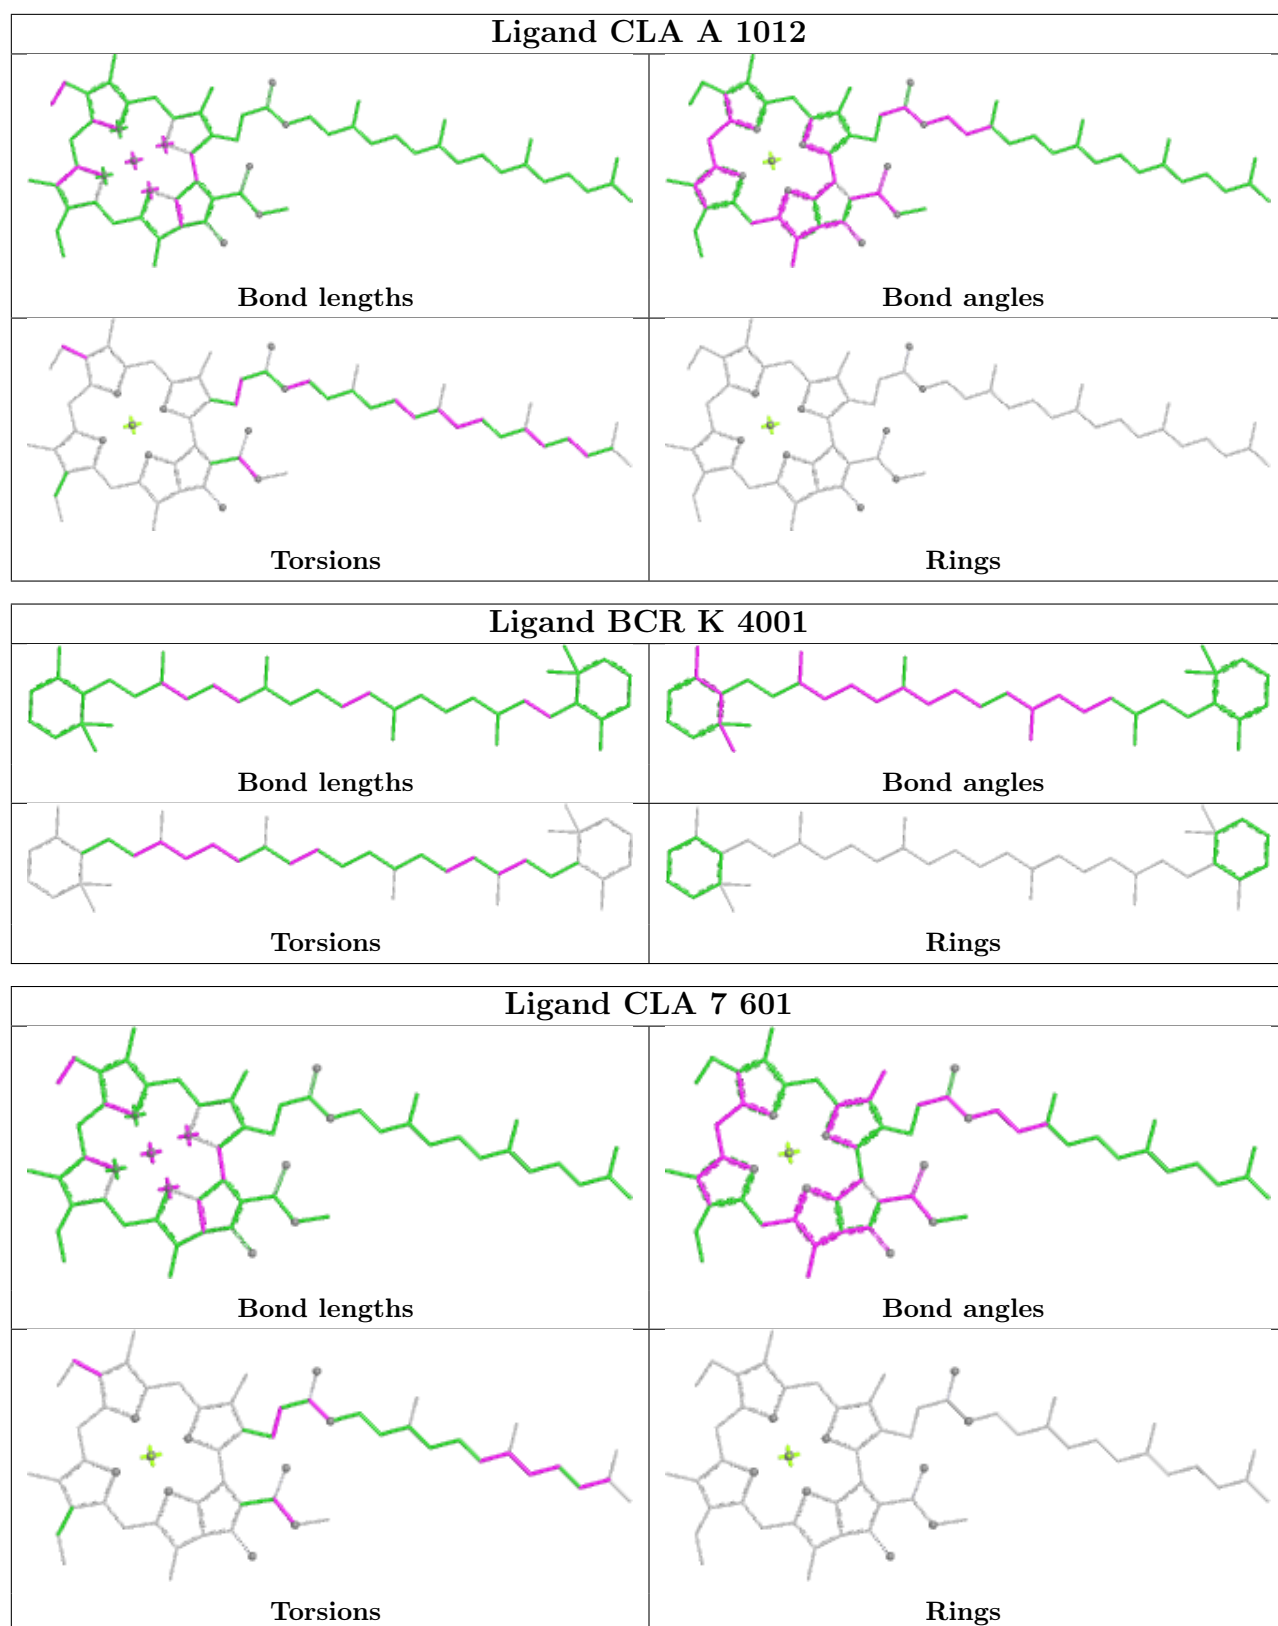 Ligand CLA A 1012
Bond lengths
Bond angles
Torsions
Rings
Ligand BCR K 4001
Bond lengths
Bond angles
Torsions
Rings
Ligand CLA 7 601
Bond lengths
Bond angles
Torsions
Rings